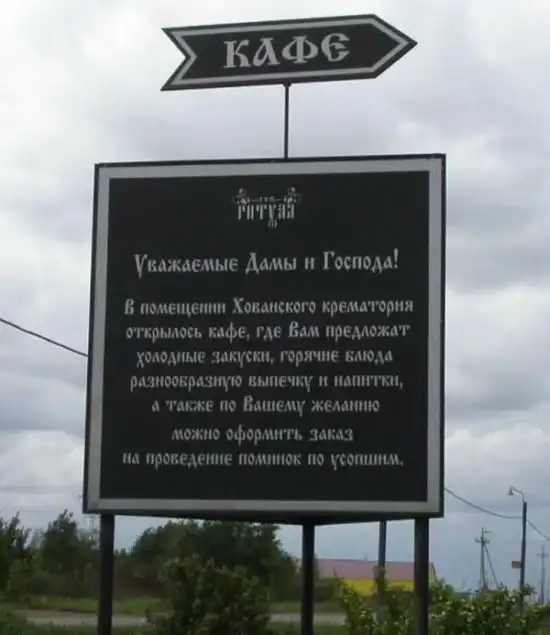 КАФЕ
ГУП
РИТУАЛ
Уважаемые Дамы и Господа!
В помещении Хованского крематория
открылось кафе, где Вам предложат
холодные закуски, горячие блюда
разнообразную выпечку и напитки,
а также по Вашему желанию
можно оформить заказ
на проведение поминок по усопшим.